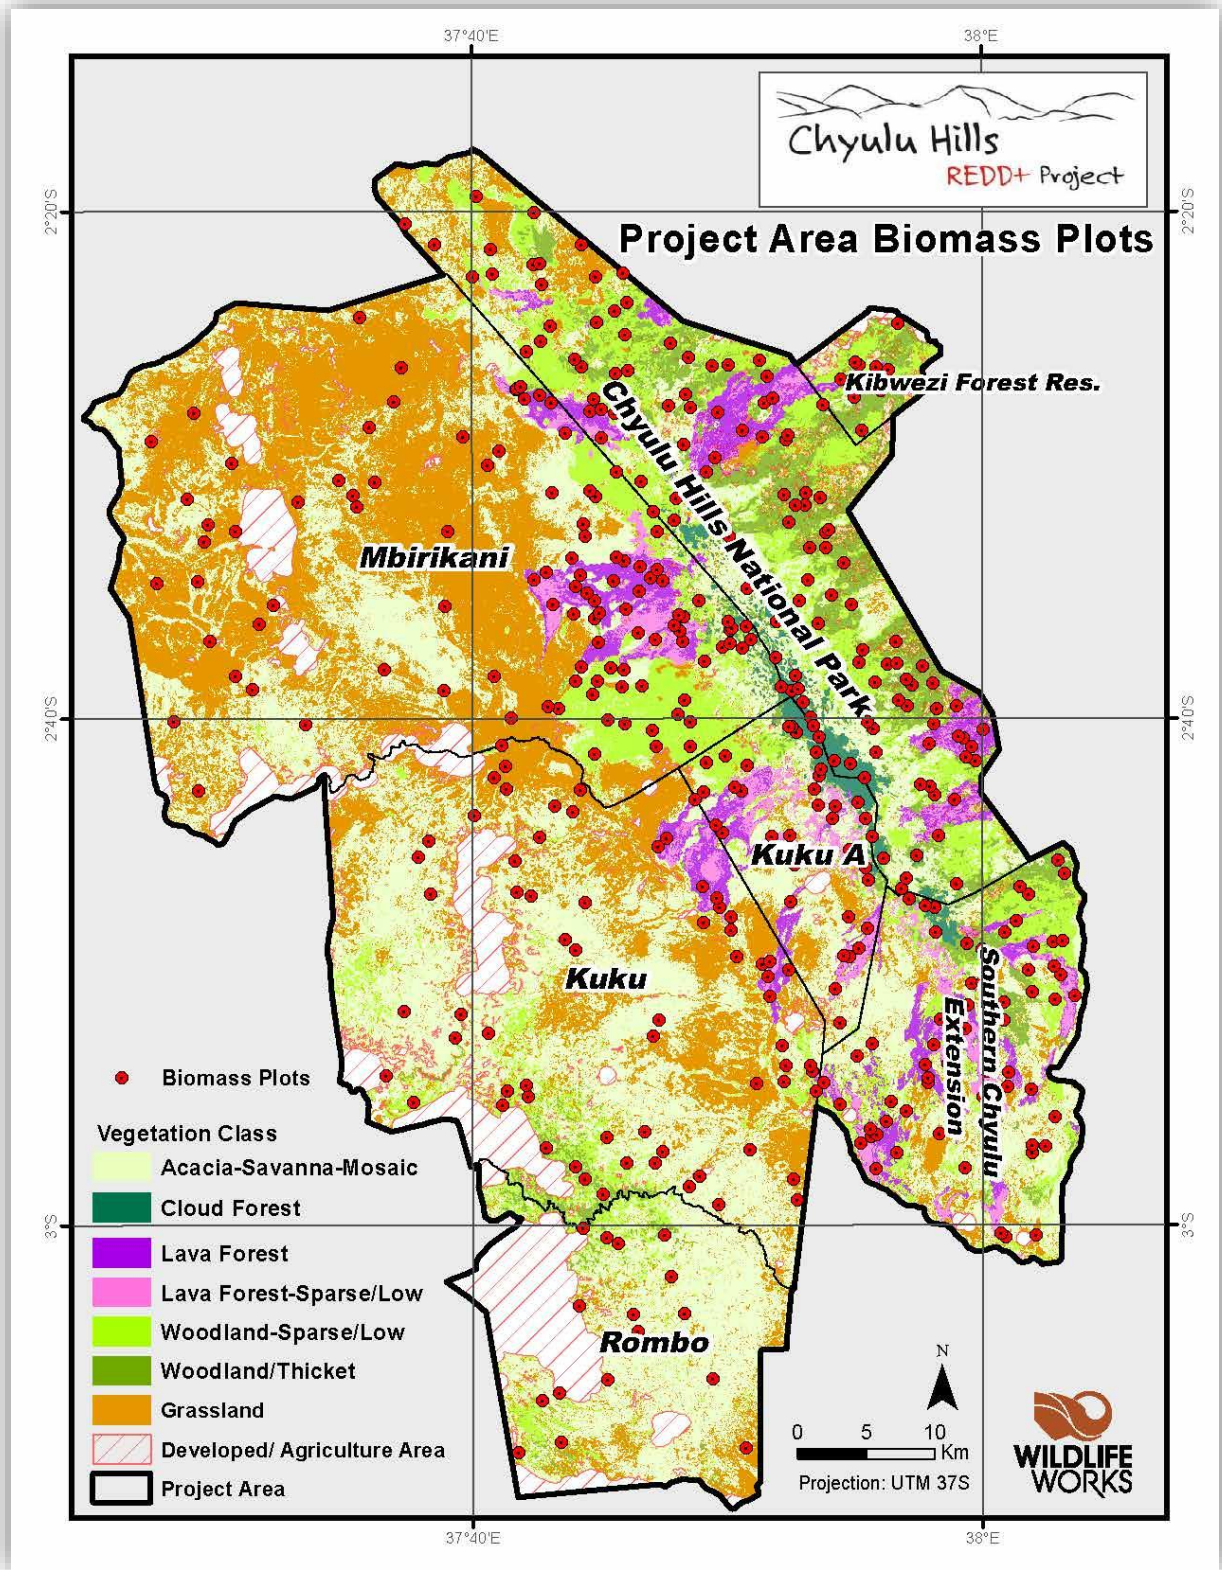 37°40'E
38°E
Chyulu Hills
REDD+ Project
2°20'S
2°20'S
Project Area Biomass Plots
Kibwezi Forest Res.
Chyulu Hills National Park
Mbirikani
2°40'S
2°40'S
Kuku A
Kuku
Southern Chyulu
Extension
Biomass Plots
Vegetation Class
Acacia-Savanna-Mosaic
Cloud Forest
Lava Forest
Lava Forest-Sparse/Low
Woodland-Sparse/Low
Woodland/Thicket
Grassland
Developed/ Agriculture Area
Project Area
3°S
3°S
Rombo
N
0 5 10
Km
Projection: UTM 37S
WILDLIFE
WORKS
37°40'E
38°E